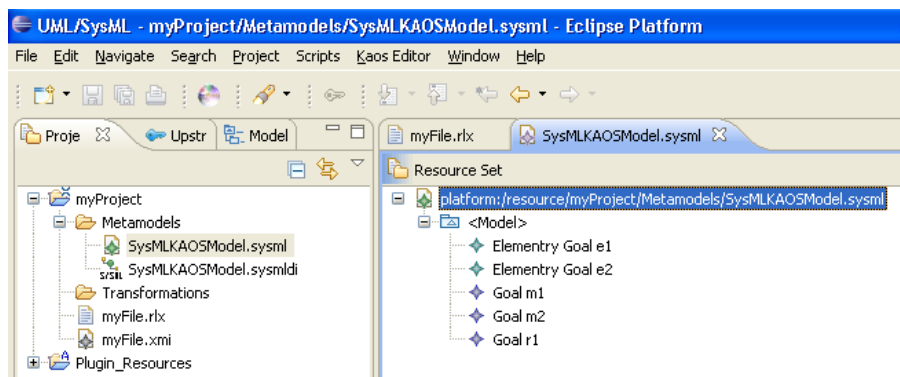 UML/SysML - myProject/Metamodels/SysMLKAOSModel.sysml - Eclipse Platform
File Edit Navigate Search Project Scripts Kaos Editor Window Help
Proje Upstr Model
myFile.rlx SysMLKAOSModel.sysml
Resource Set
myProject
Metamodels
SysMLKAOSModel.sysml
SysMLKAOSModel.sysmldi
Transformations
myFile.rlx
myFile.xmi
Plugin_Resources
platform:/resource/myProject/Metamodels/SysMLKAOSModel.sysml
<Model>
Elementry Goal e1
Elementry Goal e2
Goal m1
Goal m2
Goal r1